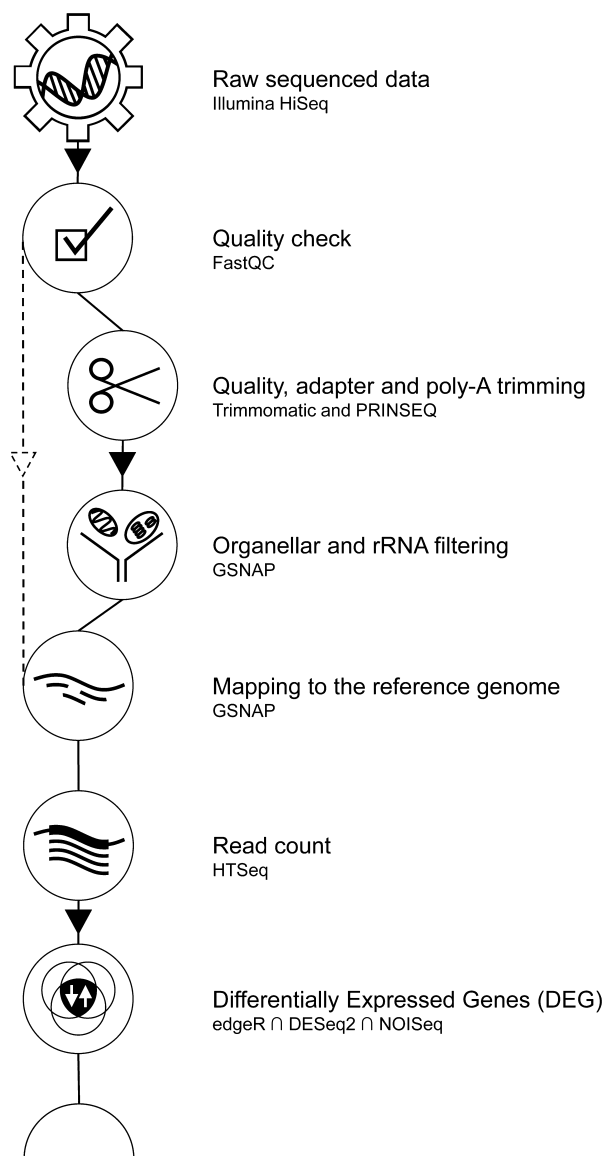 Raw sequenced data
Illumina HiSeq
Quality check
FastQC
Quality, adapter and poly-A trimming
Trimmomatic and PRINSEQ
Organellar and rRNA filtering
GSNAP
Mapping to the reference genome
GSNAP
Read count
HTSeq
Differentially Expressed Genes (DEG)
edgeR ∩ DESeq2 ∩ NOISeq